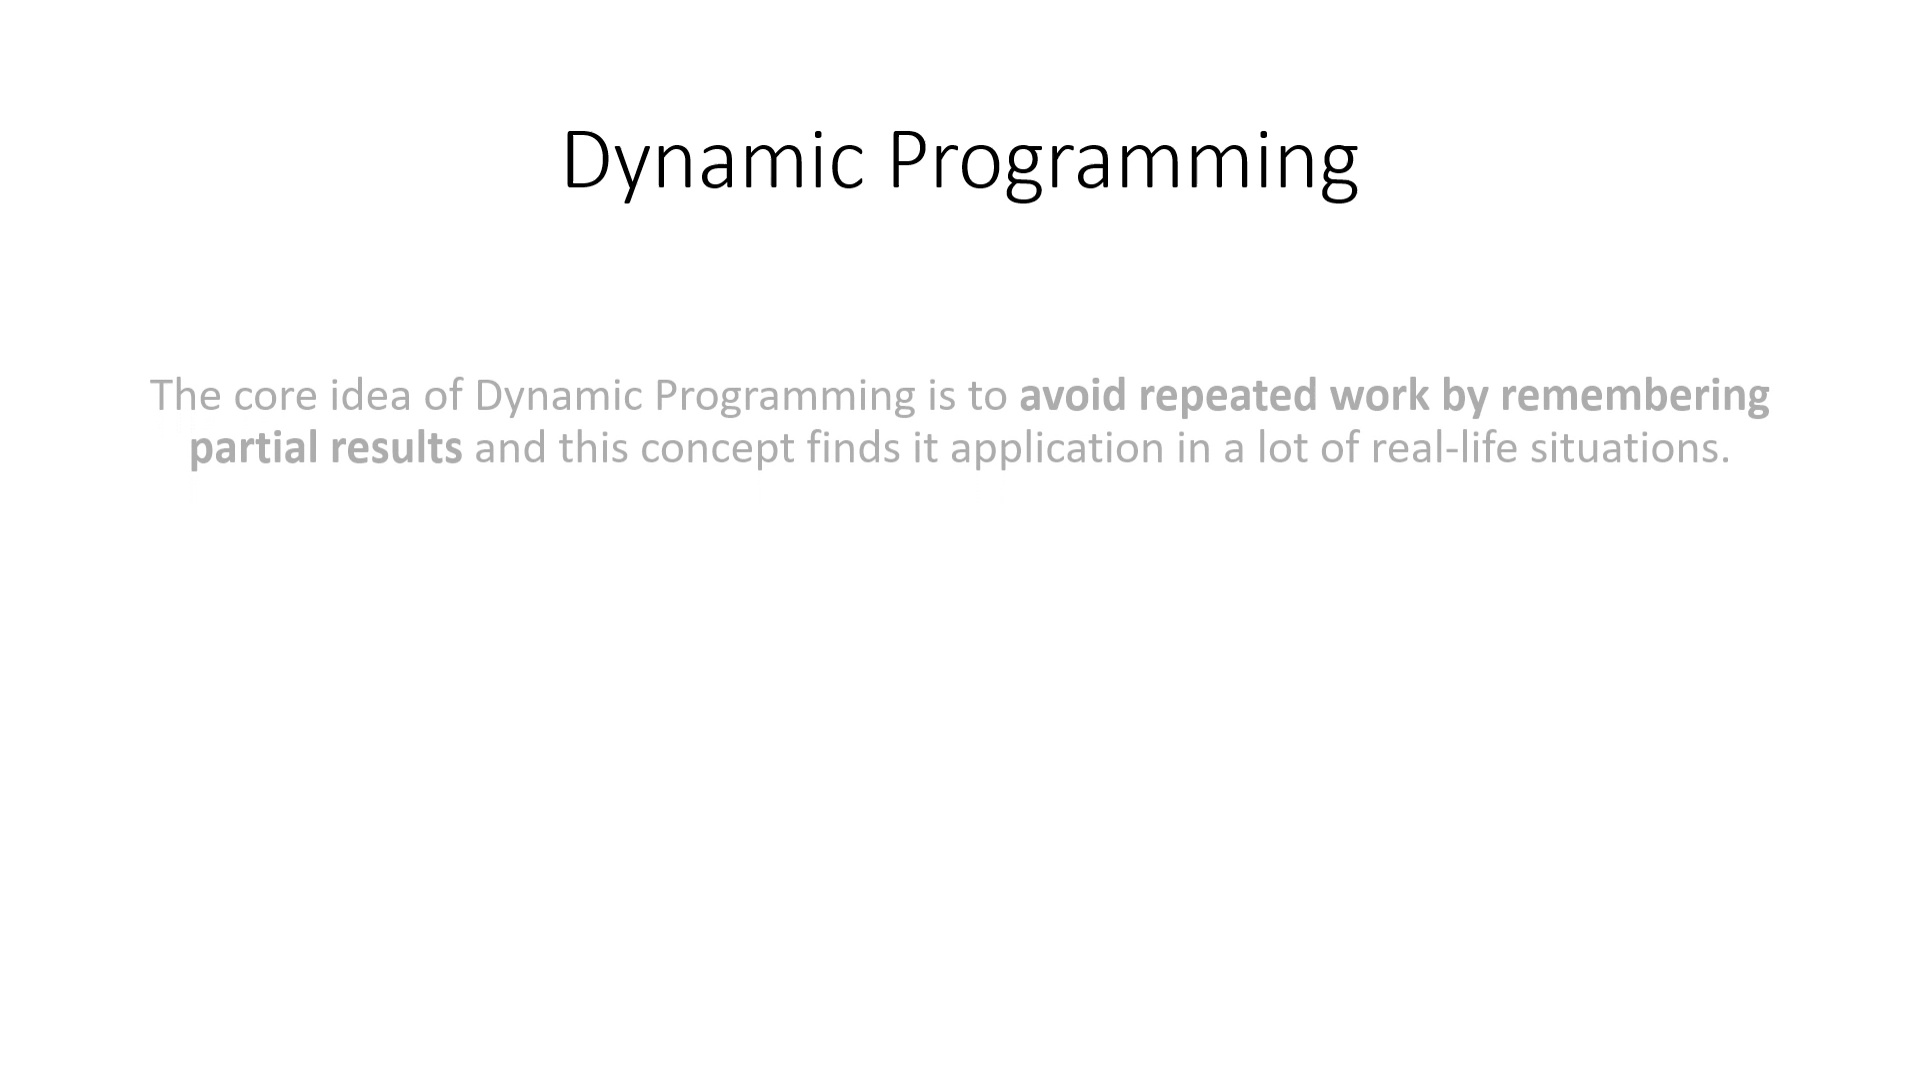 Dynamic Programming
The core idea of Dynamic Programming is to avoid repeated work by remembering
partial results and this concept finds it application in a lot of real-life situations.